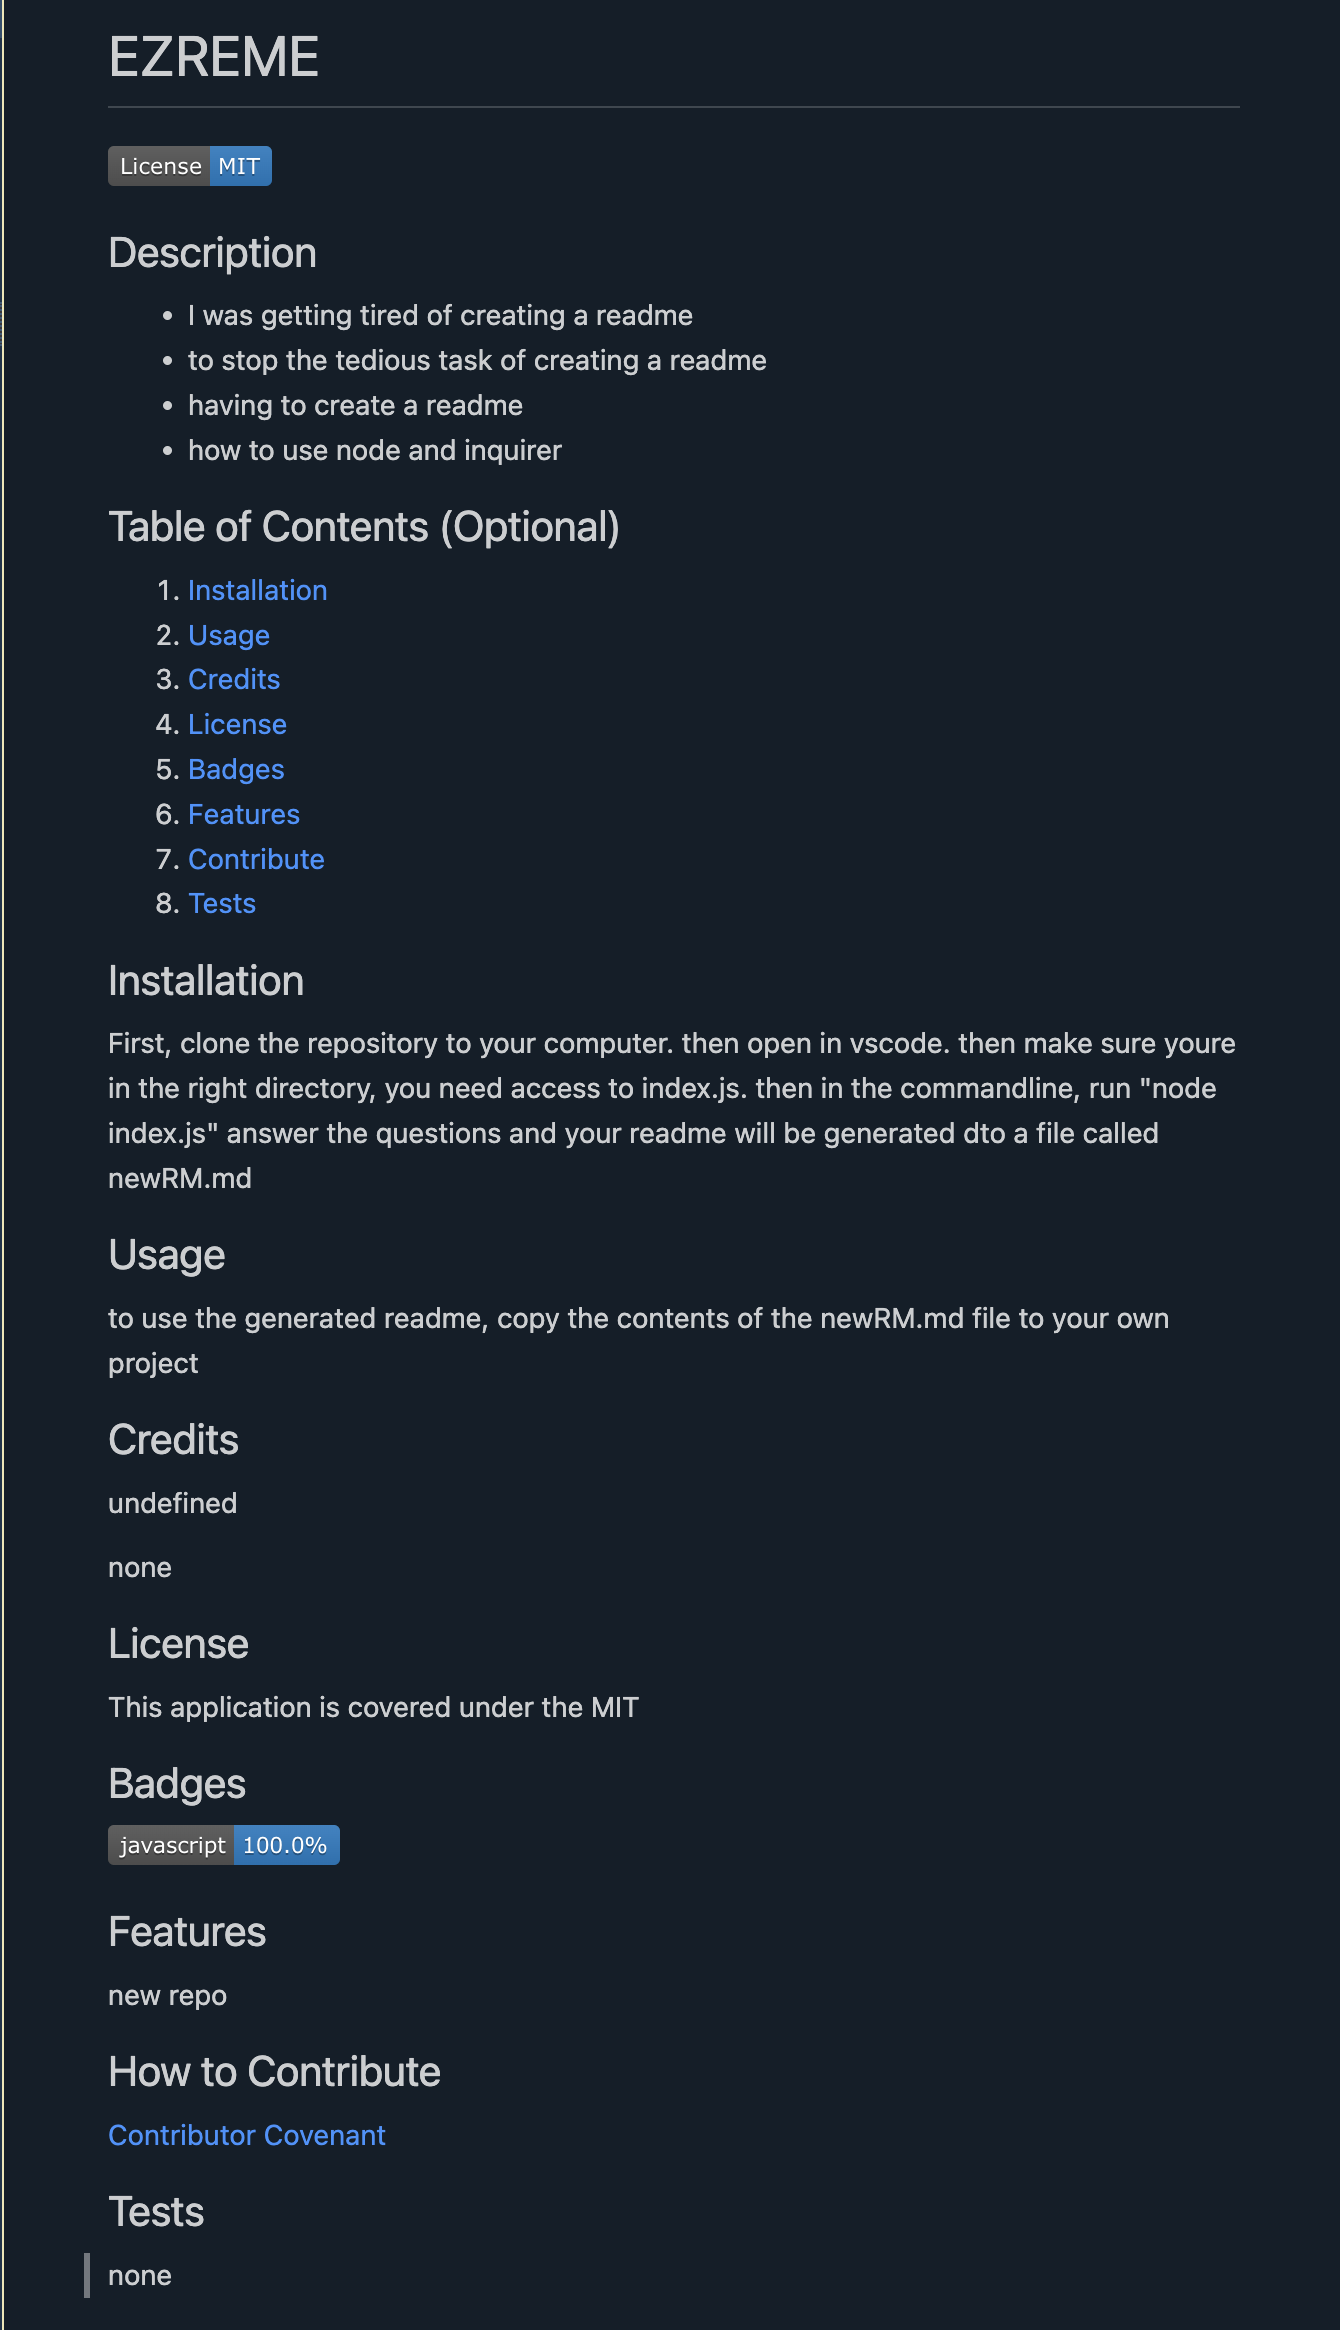 EZREME
License MIT
Description
• I was getting tired of creating a readme
• to stop the tedious task of creating a readme
• having to create a readme
• how to use node and inquirer
Table of Contents (Optional)
1. Installation
2. Usage
3. Credits
4. License
5. Badges
6. Features
7. Contribute
8. Tests
Installation
First, clone the repository to your computer. then open in vscode. then make sure youre
in the right directory, you need access to index.js. then in the commandline, run "node
index.js" answer the questions and your readme will be generated dto a file called
newRM.md
Usage
to use the generated readme, copy the contents of the newRM.md file to your own
project
Credits
undefined
none
License
This application is covered under the MIT
Badges
javascript 100.0%
Features
new repo
How to Contribute
Contributor Covenant
Tests
none